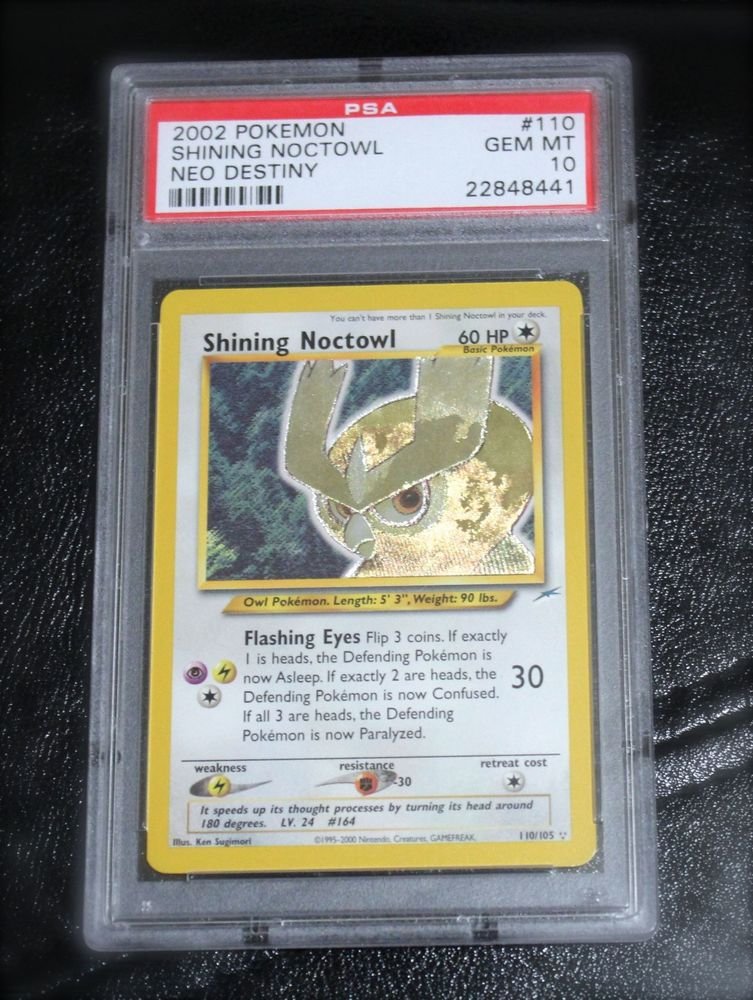 PSA
2002 POKEMON #110
SHINING NOCTOWL GEM MT
NEO DESTINY 10
22848441
You can't have more than 1 Shining Noctowl in your deck.
Shining Noctowl 60 HP
Basic Pokémon
Owl Pokémon. Length: 5' 3", Weight: 90 lbs.
Flashing Eyes Flip 3 coins. If exactly
1 is heads, the Defending Pokémon is
now Asleep. If exactly 2 are heads, the
Defending Pokémon is now Confused.
If all 3 are heads, the Defending
Pokémon is now Paralyzed.
30
weakness resistance retreat cost
-30
It speeds up its thought processes by turning its head around
180 degrees. LV. 24 #164
Illus. Ken Sugimori ©1995-2000 Nintendo, Creatures, GAMEFREAK. 110/105